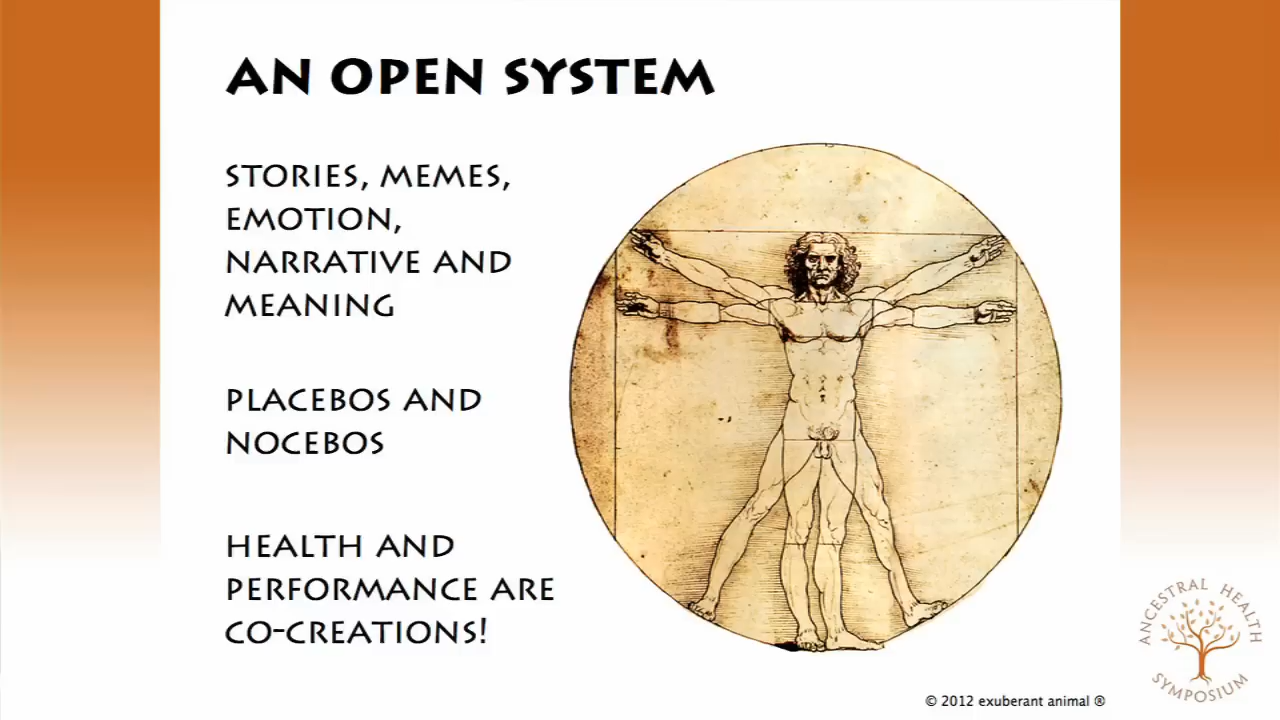 AN OPEN SYSTEM
STORIES, MEMES,
EMOTION,
NARRATIVE AND
MEANING
PLACEBOS AND
NOCEBOS
HEALTH AND
PERFORMANCE ARE
CO-CREATIONS!
ANCESTRAL HEALTH
SYMPOSIUM
© 2012 exuberant animal ®